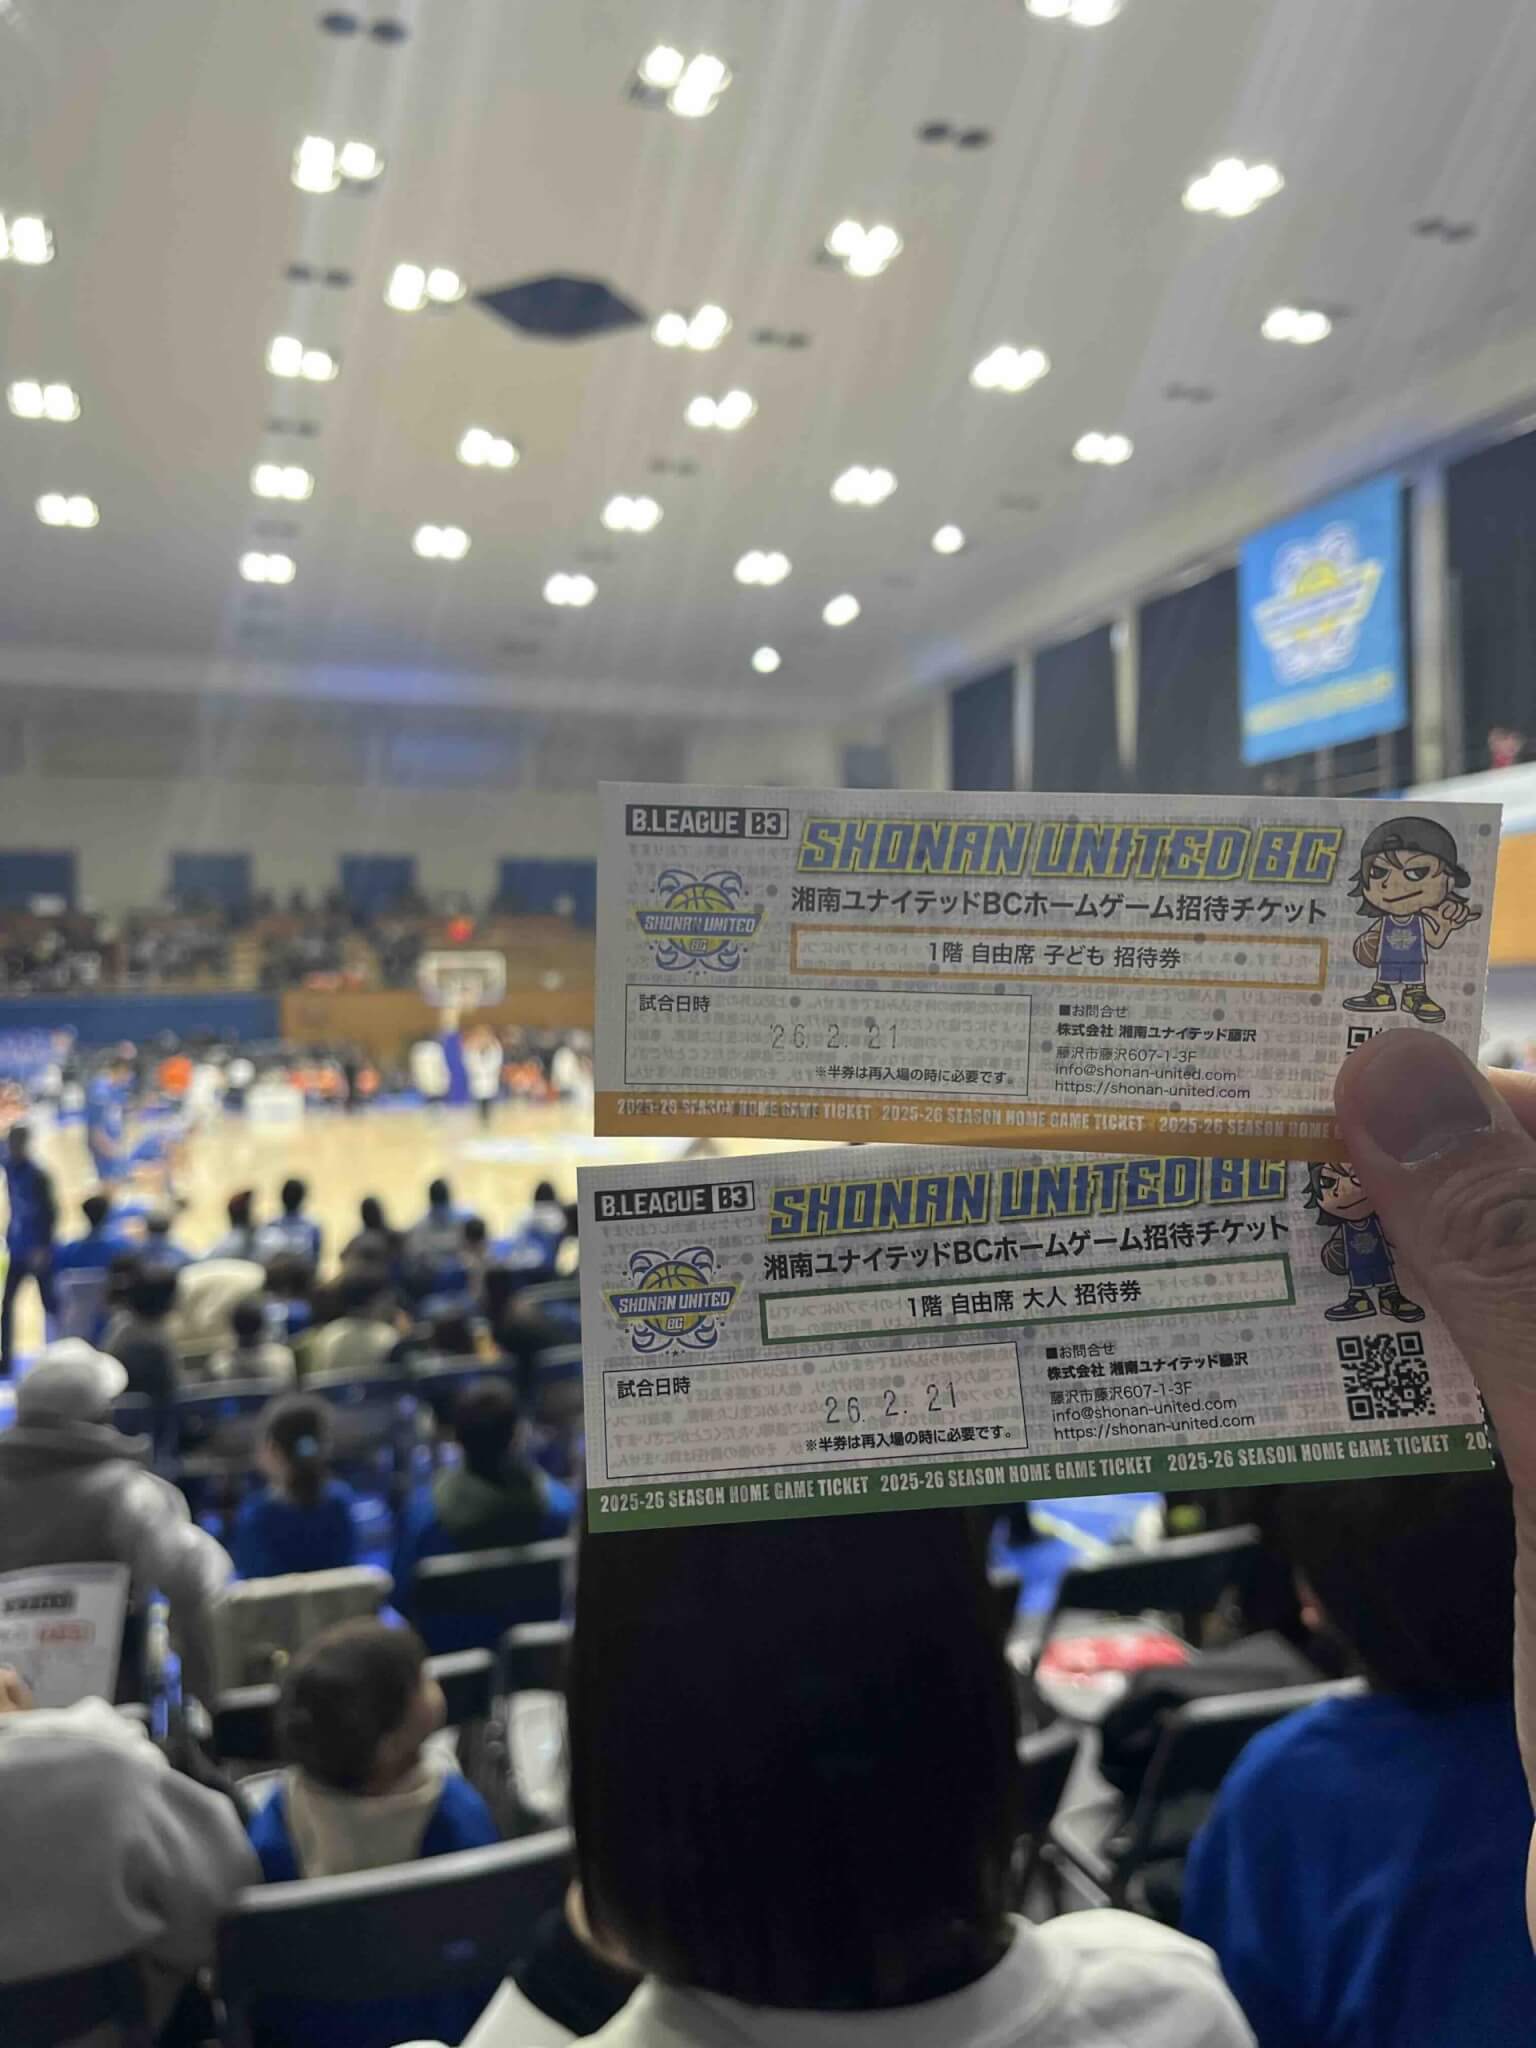 B.LEAGUE B3
SHONAN UNITED BG
SHONAN UNITED
BG
湘南ユナイテッドBCホームゲーム招待チケット
1階 自由席 子ども 招待券
試合日時
'26. 2. 21
※半券は再入場の時に必要です。
■お問合せ
株式会社 湘南ユナイテッド藤沢
藤沢市藤沢607-1-3F
info@shonan-united.com
https://shonan-united.com
2025-26 SEASON HOME GAME TICKET 2025-26 SEASON HOME GAME TICKET 2025-26 SEASON HOME
B.LEAGUE B3
SHONAN UNITED BG
SHONAN UNITED
BG
湘南ユナイテッドBCホームゲーム招待チケット
1階 自由席 大人 招待券
試合日時
26. 2. 21
※半券は再入場の時に必要です。
■お問合せ
株式会社 湘南ユナイテッド藤沢
藤沢市藤沢607-1-3F
info@shonan-united.com
https://shonan-united.com
2025-26 SEASON HOME GAME TICKET 2025-26 SEASON HOME GAME TICKET 2025-26 SEASON HOME GAME TICKET 20